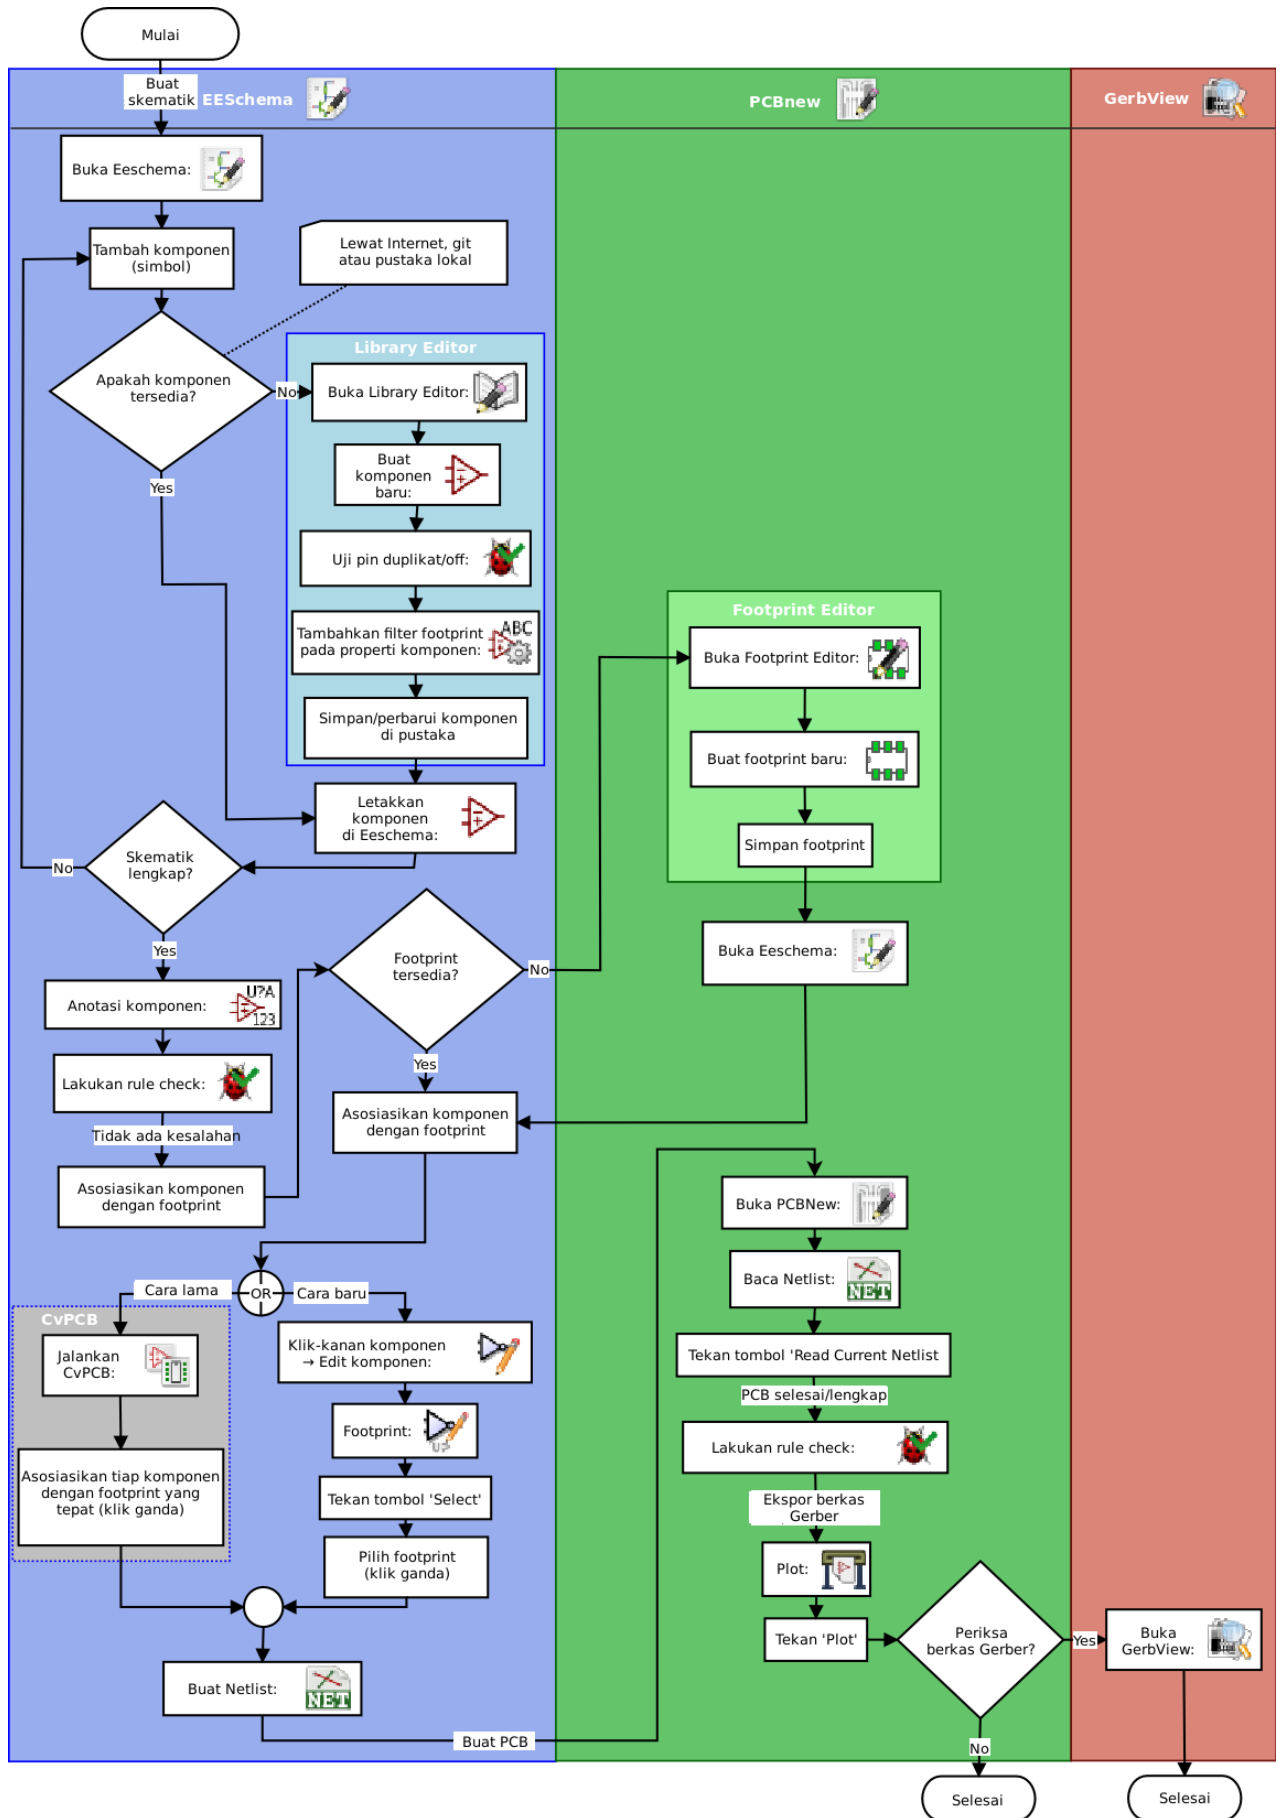 Mulai
Buat
skematik
EESchema
PCBnew
GerbView
Buka Eeschema:
Tambah komponen
(simbol)
Lewat Internet, git
atau pustaka lokal
Apakah komponen
tersedia?
No
Yes
Library Editor
Buka Library Editor:
Buat
komponen
baru:
Uji pin duplikat/off:
Tambahkan filter footprint
pada properti komponen:
ABC
Simpan/perbarui komponen
di pustaka
Letakkan
komponen
di Eeschema:
Skematik
lengkap?
No
Yes
Anotasi komponen:
U?A
123
Lakukan rule check:
Tidak ada kesalahan
Asosiasikan komponen
dengan footprint
Footprint
tersedia?
No
Yes
Footprint Editor
Buka Footprint Editor:
Buat footprint baru:
Simpan footprint
Buka Eeschema:
Asosiasikan komponen
dengan footprint
OR
Cara lama
Cara baru
CvPCB
Jalankan
CvPCB:
Asosiasikan tiap komponen
dengan footprint yang
tepat (klik ganda)
Klik-kanan komponen
→ Edit komponen:
Footprint:
U?
Tekan tombol 'Select'
Pilih footprint
(klik ganda)
Buat Netlist:
NET
Buat PCB
Buka PCBNew:
Baca Netlist:
NET
Tekan tombol 'Read Current Netlist
PCB selesai/lengkap
Lakukan rule check:
Ekspor berkas
Gerber
Plot:
Tekan 'Plot'
Periksa
berkas Gerber?
Yes
No
Buka
GerbView:
Selesai
Selesai